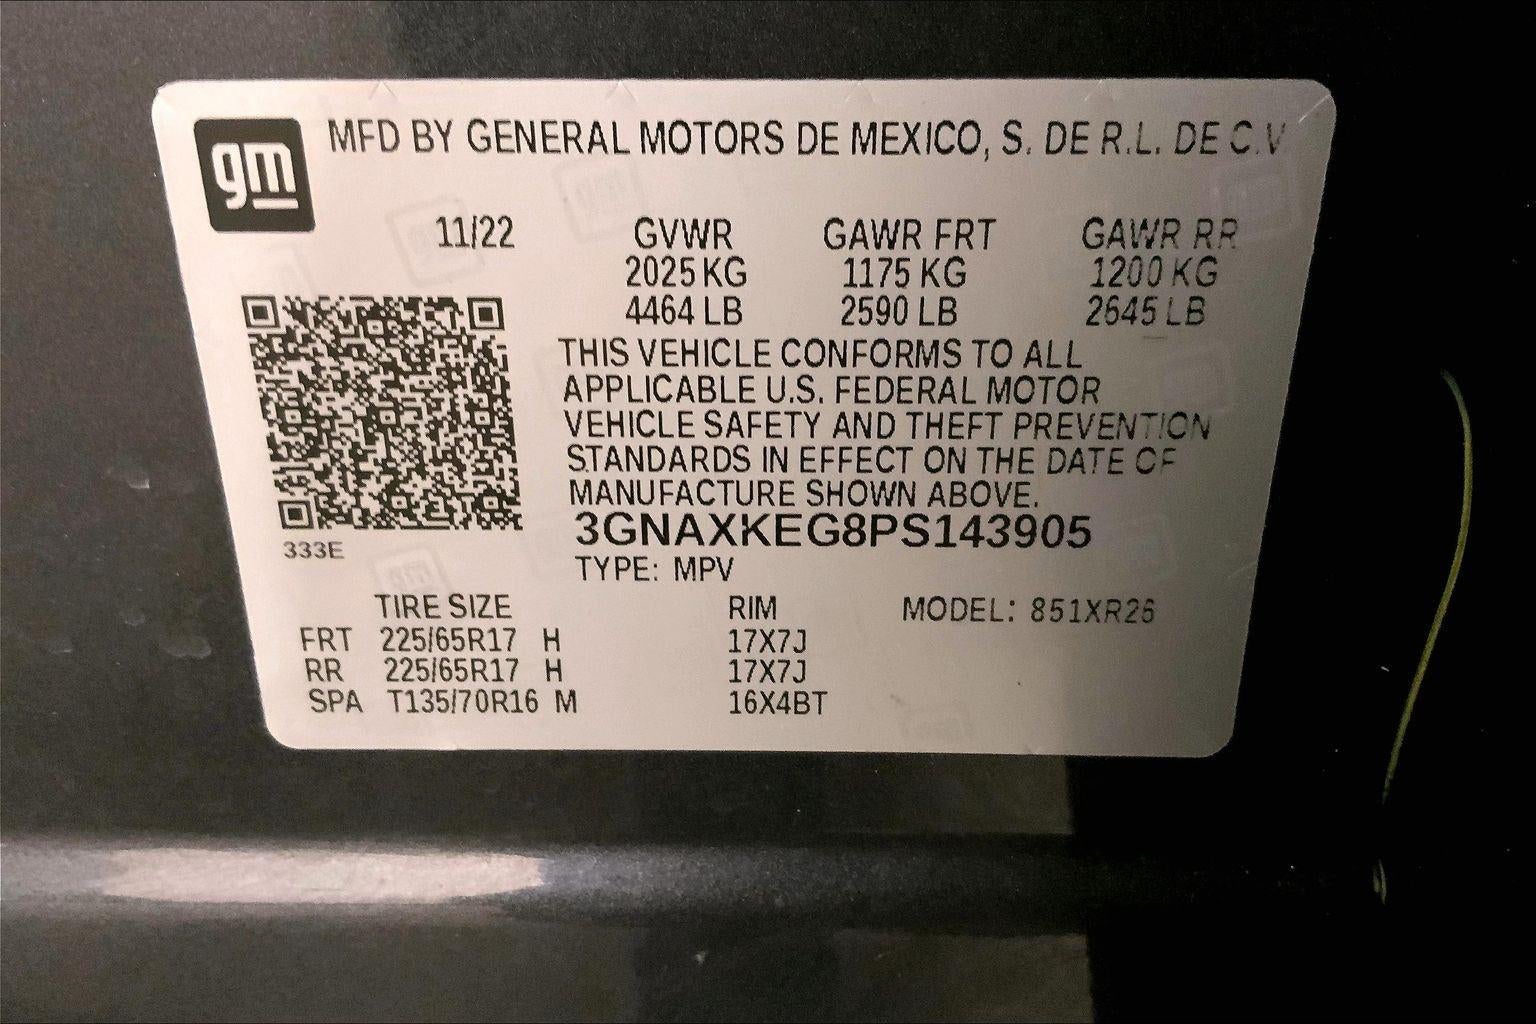 gm
MFD BY GENERAL MOTORS DE MEXICO, S. DE R.L. DE C.V
11/22 GVWR GAWR FRT GAWR RR
2025 KG 1175 KG 1200 KG
4464 LB 2590 LB 2645 LB
THIS VEHICLE CONFORMS TO ALL
APPLICABLE U.S. FEDERAL MOTOR
VEHICLE SAFETY AND THEFT PREVENTION
STANDARDS IN EFFECT ON THE DATE OF
MANUFACTURE SHOWN ABOVE.
3GNAXKEG8PS143905
333E
TYPE: MPV
TIRE SIZE RIM MODEL: 851XR26
FRT 225/65R17 H 17X7J
RR 225/65R17 H 17X7J
SPA T135/70R16 M 16X4BT